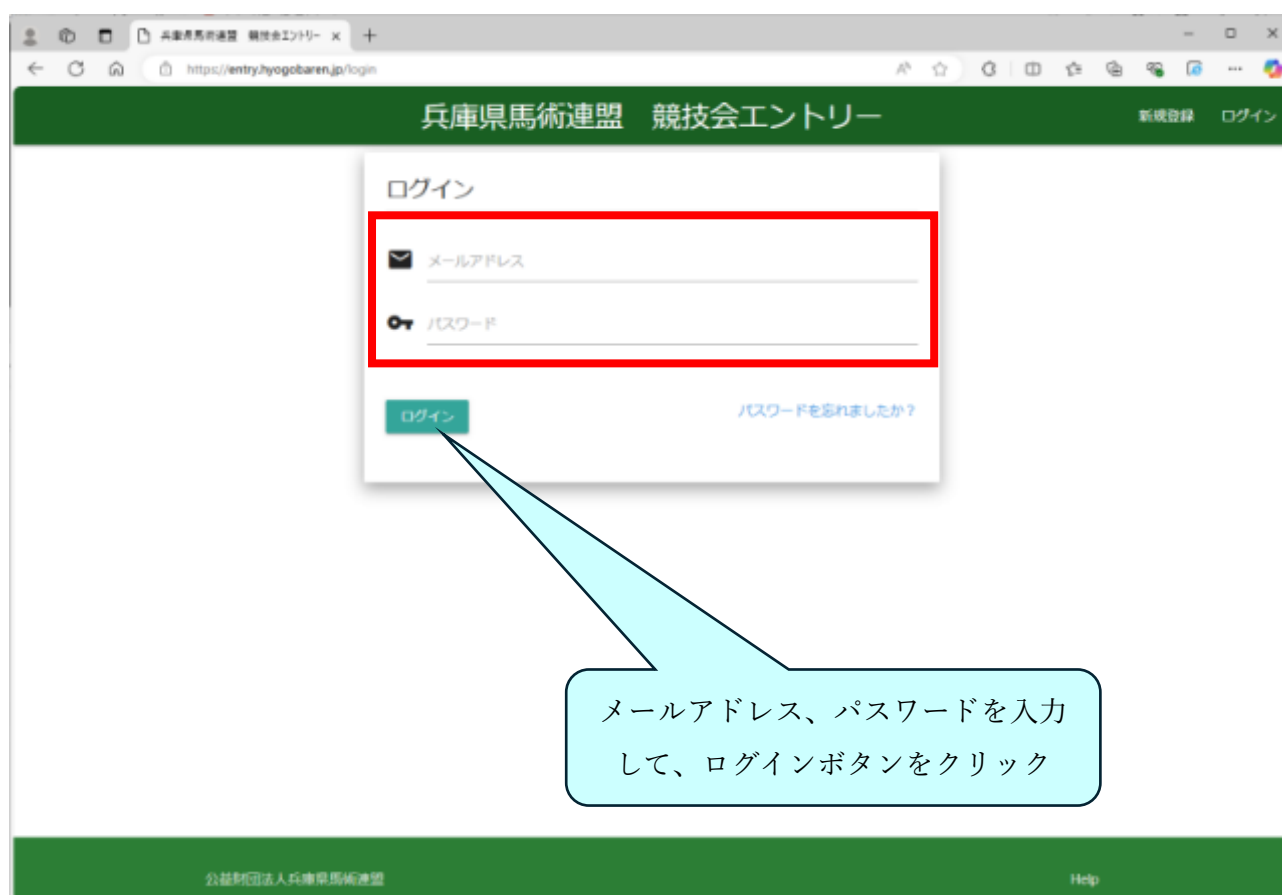 兵庫県馬術連盟 競技会エントリー
https://entry.hyogobaren.jp/login
兵庫県馬術連盟 競技会エントリー
新規登録 ログイン
ログイン
メールアドレス
パスワード
ログイン
パスワードを忘れましたか？
メールアドレス、パスワードを入力
して、ログインボタンをクリック
公益財団法人兵庫県馬術連盟
Help